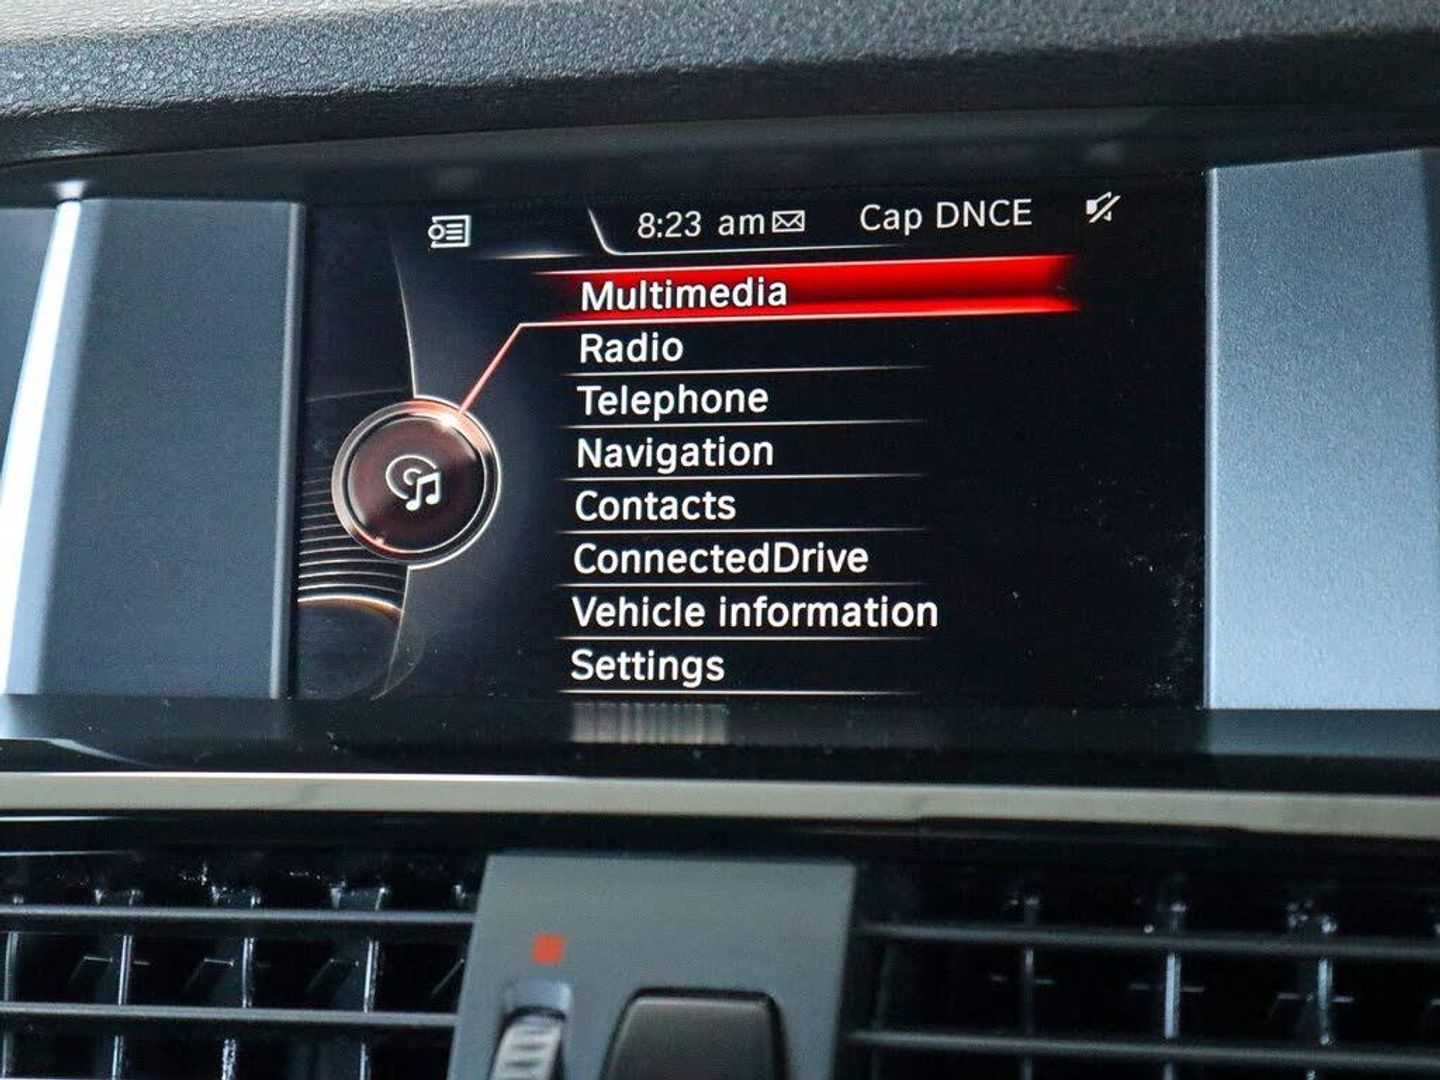 8:23 am Cap DNCE
Multimedia
Radio
Telephone
Navigation
Contacts
ConnectedDrive
Vehicle information
Settings